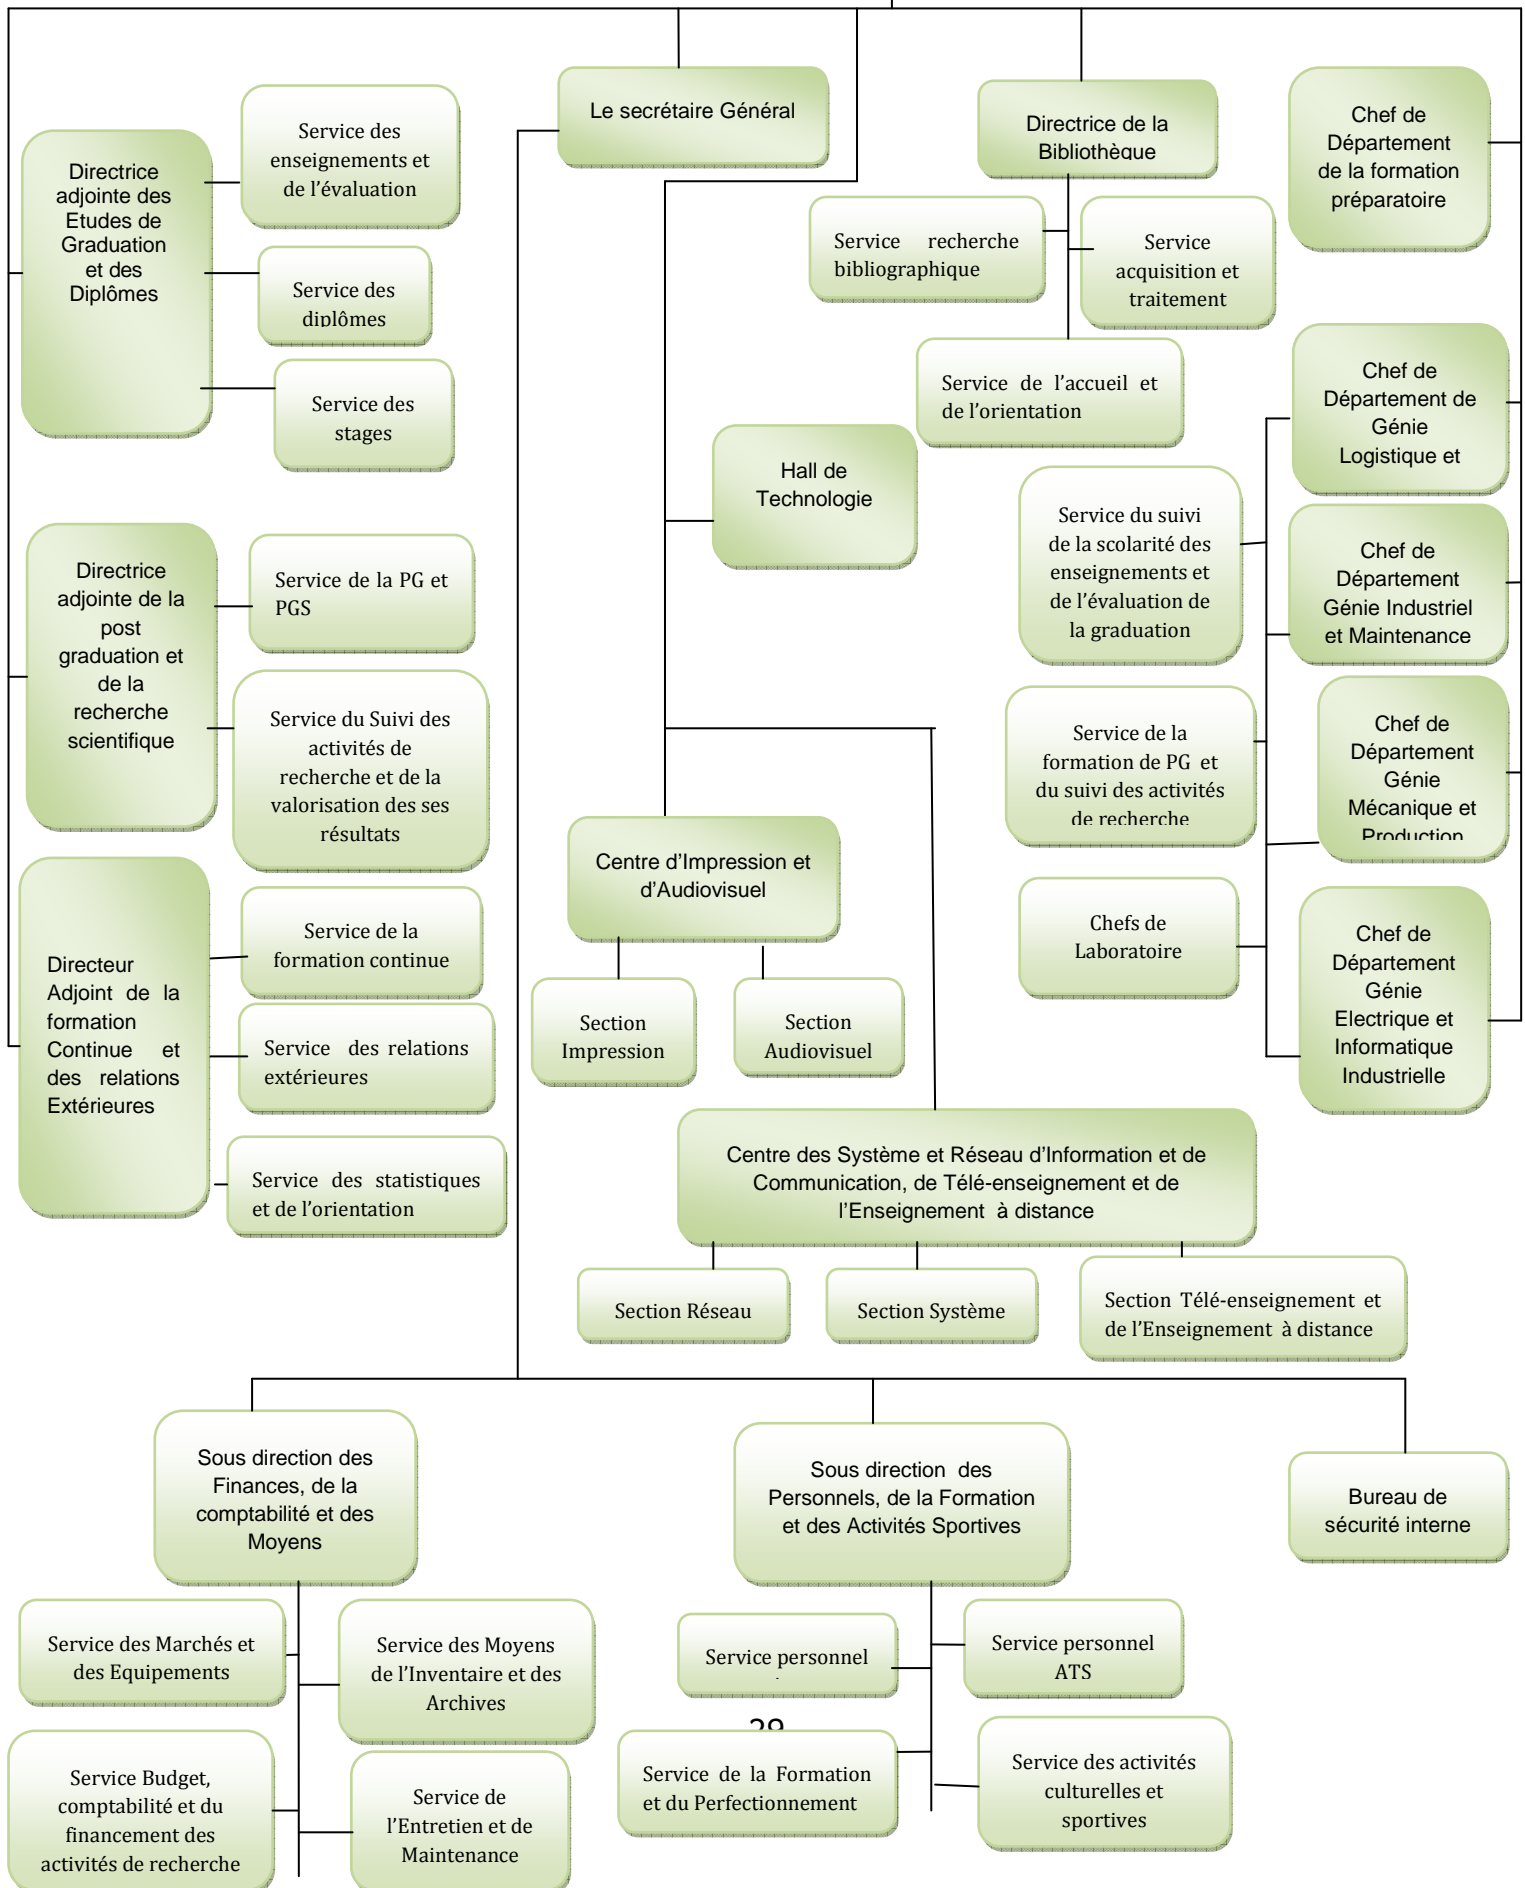 Le secrétaire Général
Directrice de la
Bibliothèque
Chef de
Département
de la formation
préparatoire
Directrice
adjointe des
Etudes de
Graduation
et des
Diplômes
Service des
enseignements et
de l'évaluation
Service des
diplômes
Service des
stages
Service recherche
bibliographique
Service
acquisition et
traitement
Service de l'accueil et
de l'orientation
Hall de
Technologie
Chef de
Département de
Génie
Logistique et
Service du suivi
de la scolarité des
enseignements et
de l'évaluation de
la graduation
Chef de
Département
Génie Industriel
et Maintenance
Directrice
adjointe de la
post
graduation et
de la
recherche
scientifique
Service de la PG et
PGS
Service du Suivi des
activités de
recherche et de la
valorisation des ses
résultats
Service de la
formation de PG et
du suivi des activités
de recherche
Chef de
Département
Génie
Mécanique et
Production
Centre d'Impression et
d'Audiovisuel
Chefs de
Laboratoire
Chef de
Département
Génie
Electrique et
Informatique
Industrielle
Directeur
Adjoint de la
formation
Continue et
des relations
Extérieures
Service de la
formation continue
Service des relations
extérieures
Service des statistiques
et de l'orientation
Section
Impression
Section
Audiovisuel
Centre des Système et Réseau d'Information et de
Communication, de Télé-enseignement et de
l'Enseignement à distance
Section Réseau
Section Système
Section Télé-enseignement et
de l'Enseignement à distance
Sous direction des
Finances, de la
comptabilité et des
Moyens
Sous direction des
Personnels, de la Formation
et des Activités Sportives
Bureau de
sécurité interne
Service des Marchés et
des Equipements
Service des Moyens
de l'Inventaire et des
Archives
Service personnel
Service personnel
ATS
29
Service Budget,
comptabilité et du
financement des
activités de recherche
Service de
l'Entretien et de
Maintenance
Service de la Formation
et du Perfectionnement
Service des activités
culturelles et
sportives